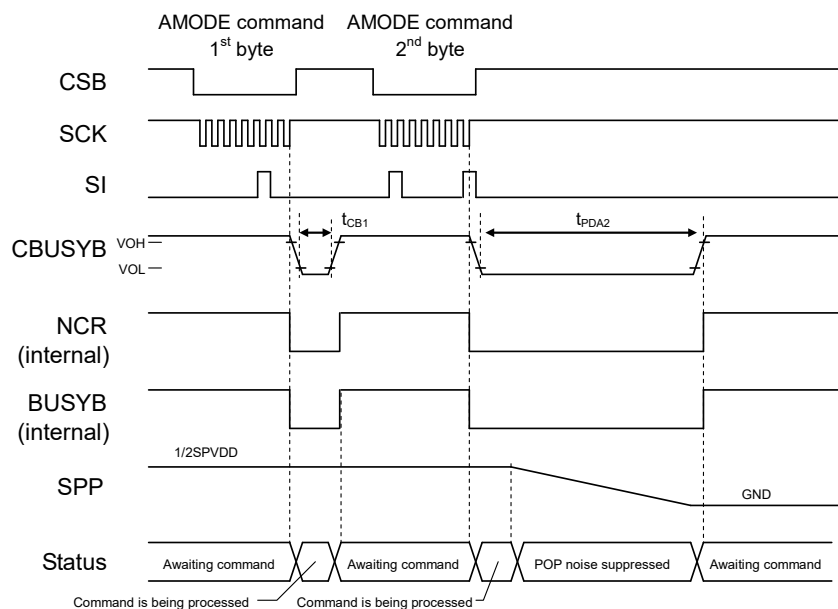 AMODE command
1st byte
AMODE command
2nd byte
CSB
SCK
SI
tCB1
tPDA2
CBUSYB
VOH
VOL
NCR
(internal)
BUSYB
(internal)
1/2SPVDD
SPP
GND
Status
Awaiting command
Awaiting command
POP noise suppressed
Awaiting command
Command is being processed
Command is being processed